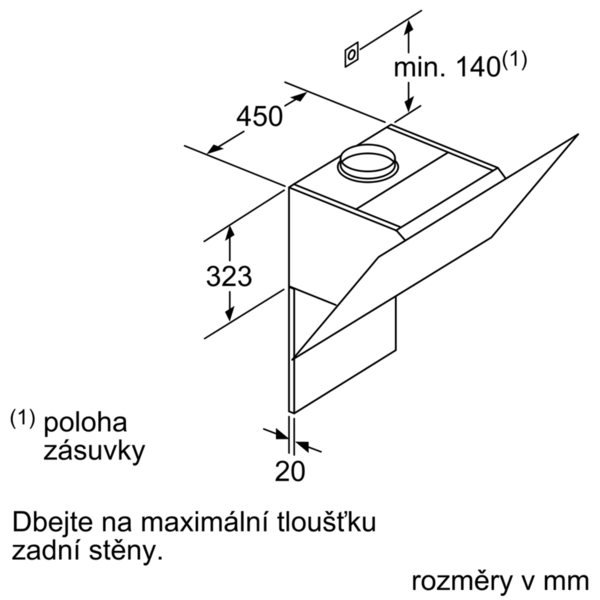 min. 140(1)
450
323
20
(1) poloha
zásuvky
Dbejte na maximální tloušťku
zadní stěny.
rozměry v mm